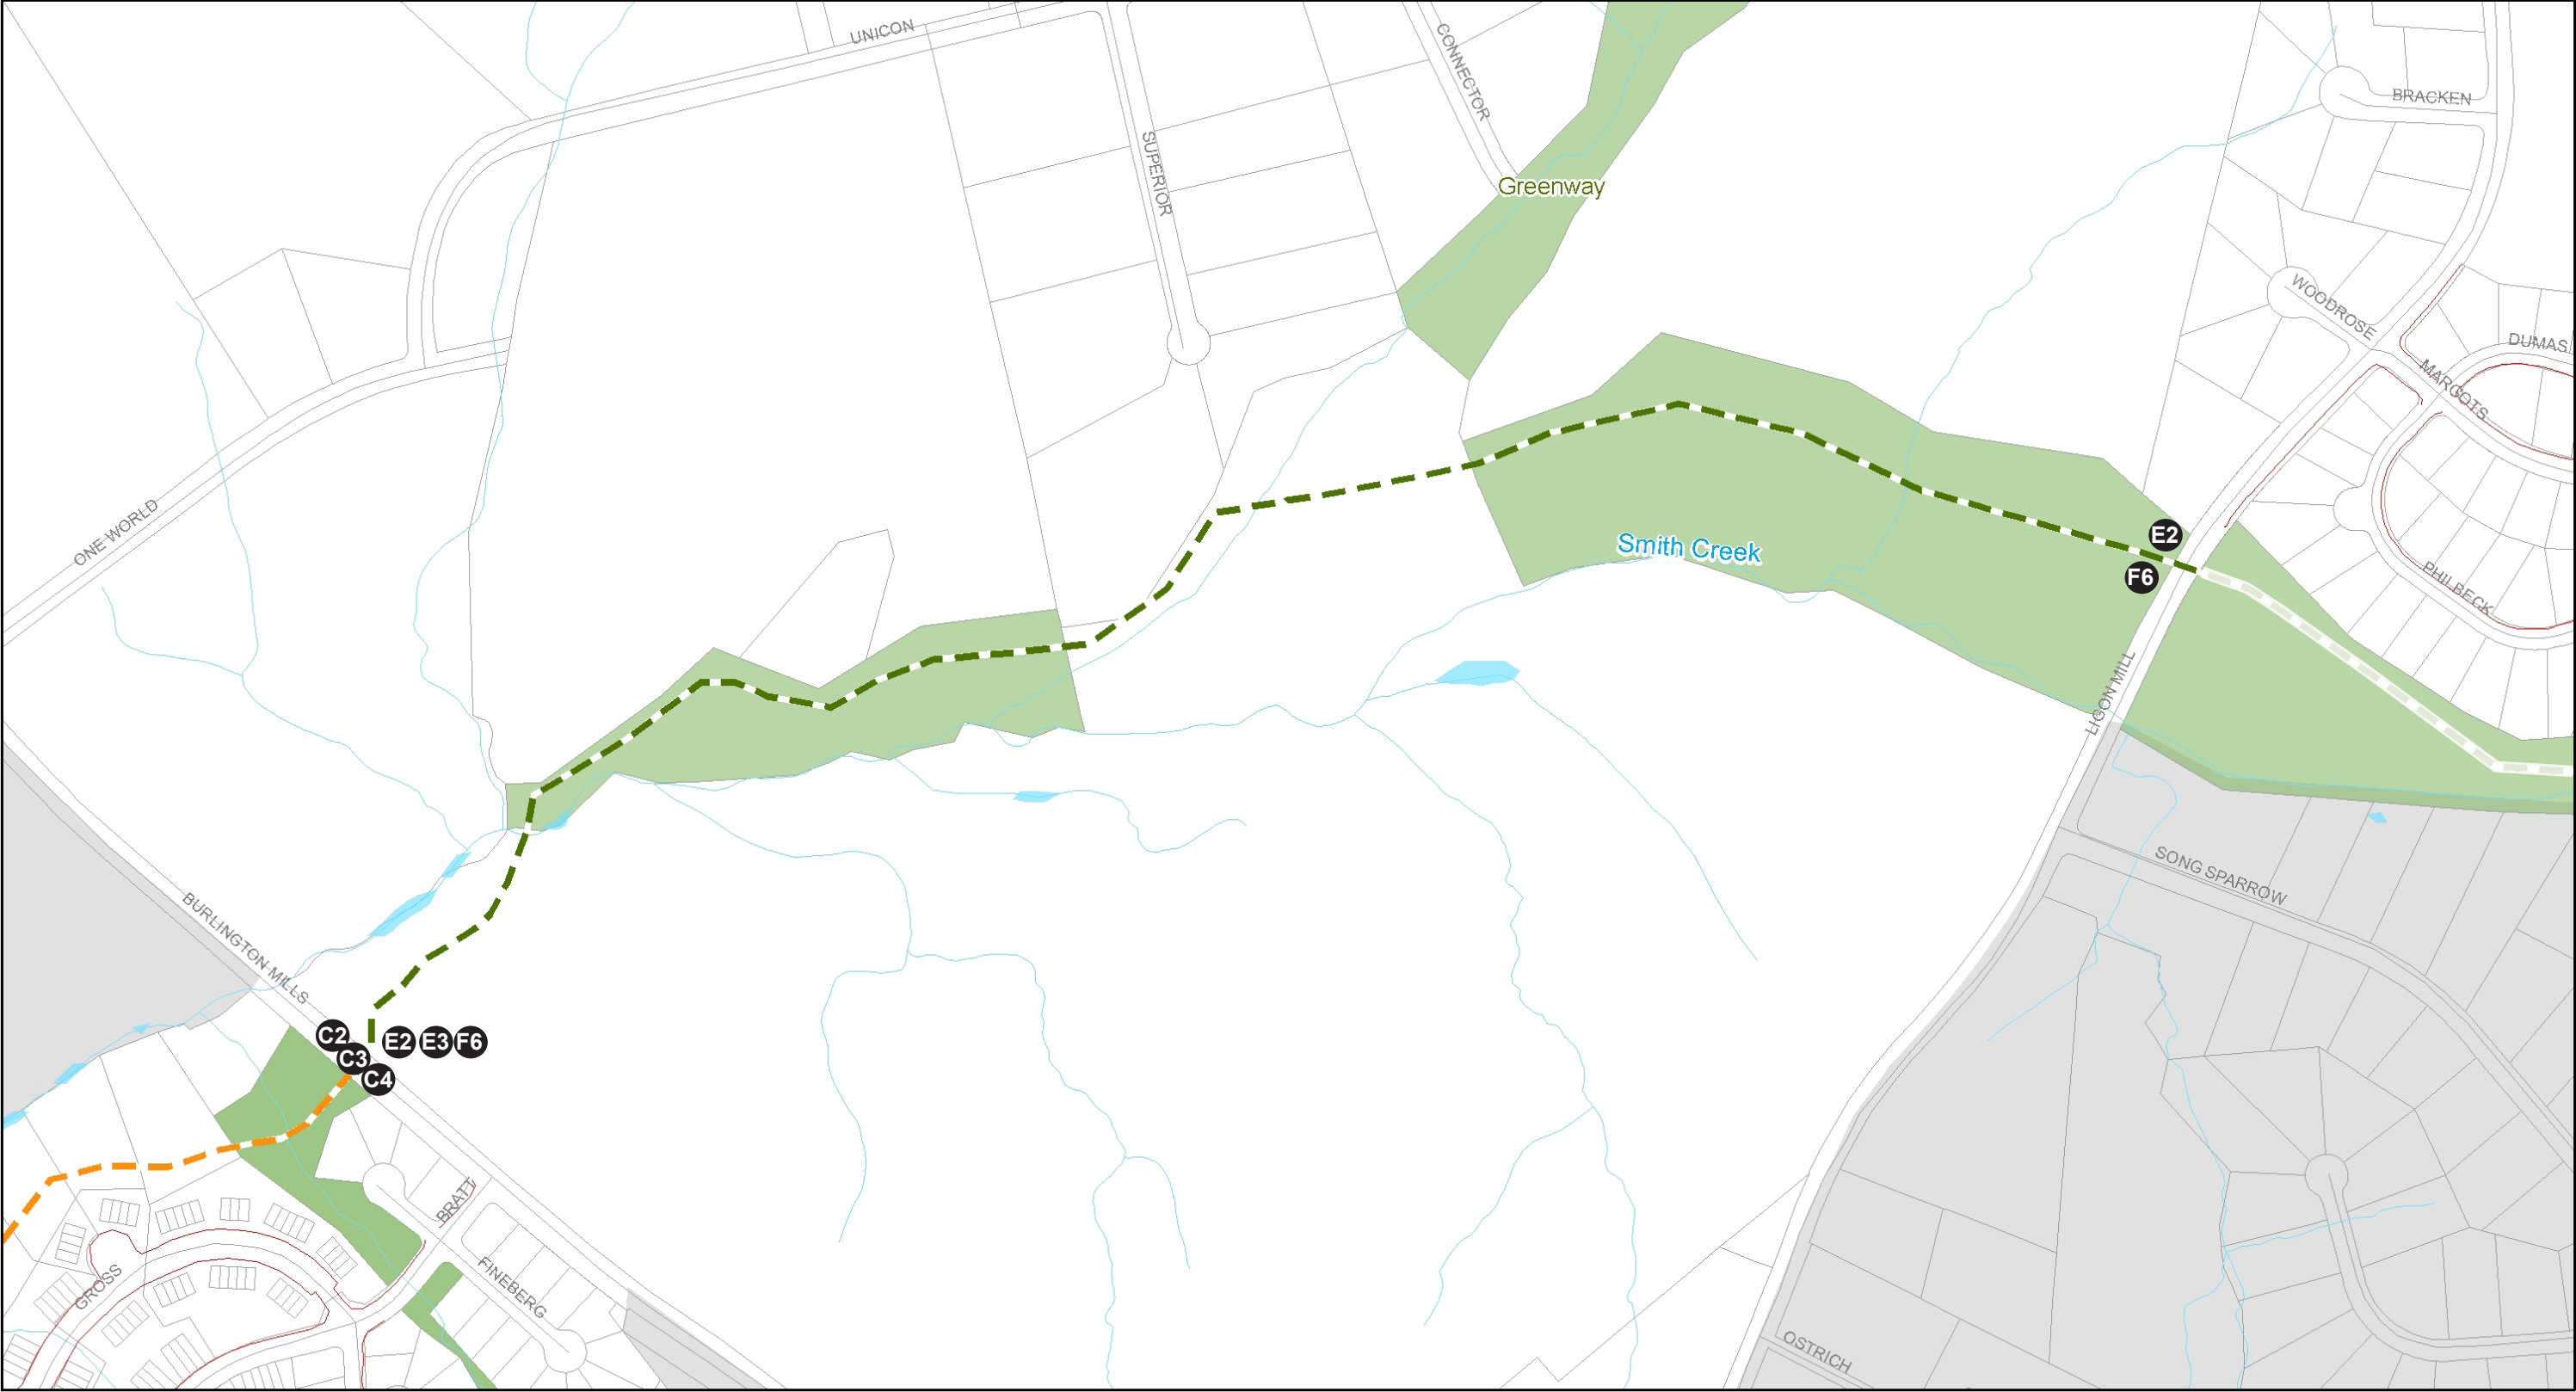 UNICON
CONNECTOR
BRACKEN
SUPERIOR
Greenway
WOODROSE
DUMAS
MARGOTS
ONE WORLD
Smith Creek
E2
F6
PHILBECK
LIGON MILL
SONG SPARROW
BURLINGTON MILLS
C2
E2
E3
F6
C3
C4
BRATT
GROSS
FINEBERG
OSTRICH